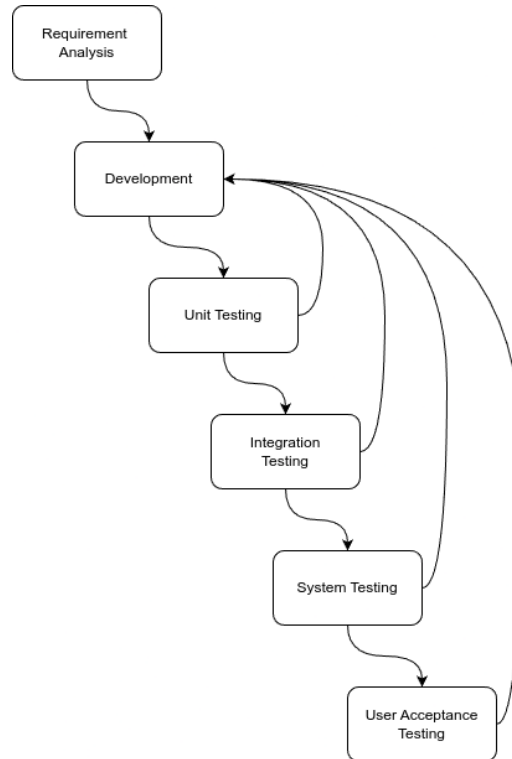 Requirement
Analysis
Development
Unit Testing
Integration
Testing
System Testing
User Acceptance
Testing